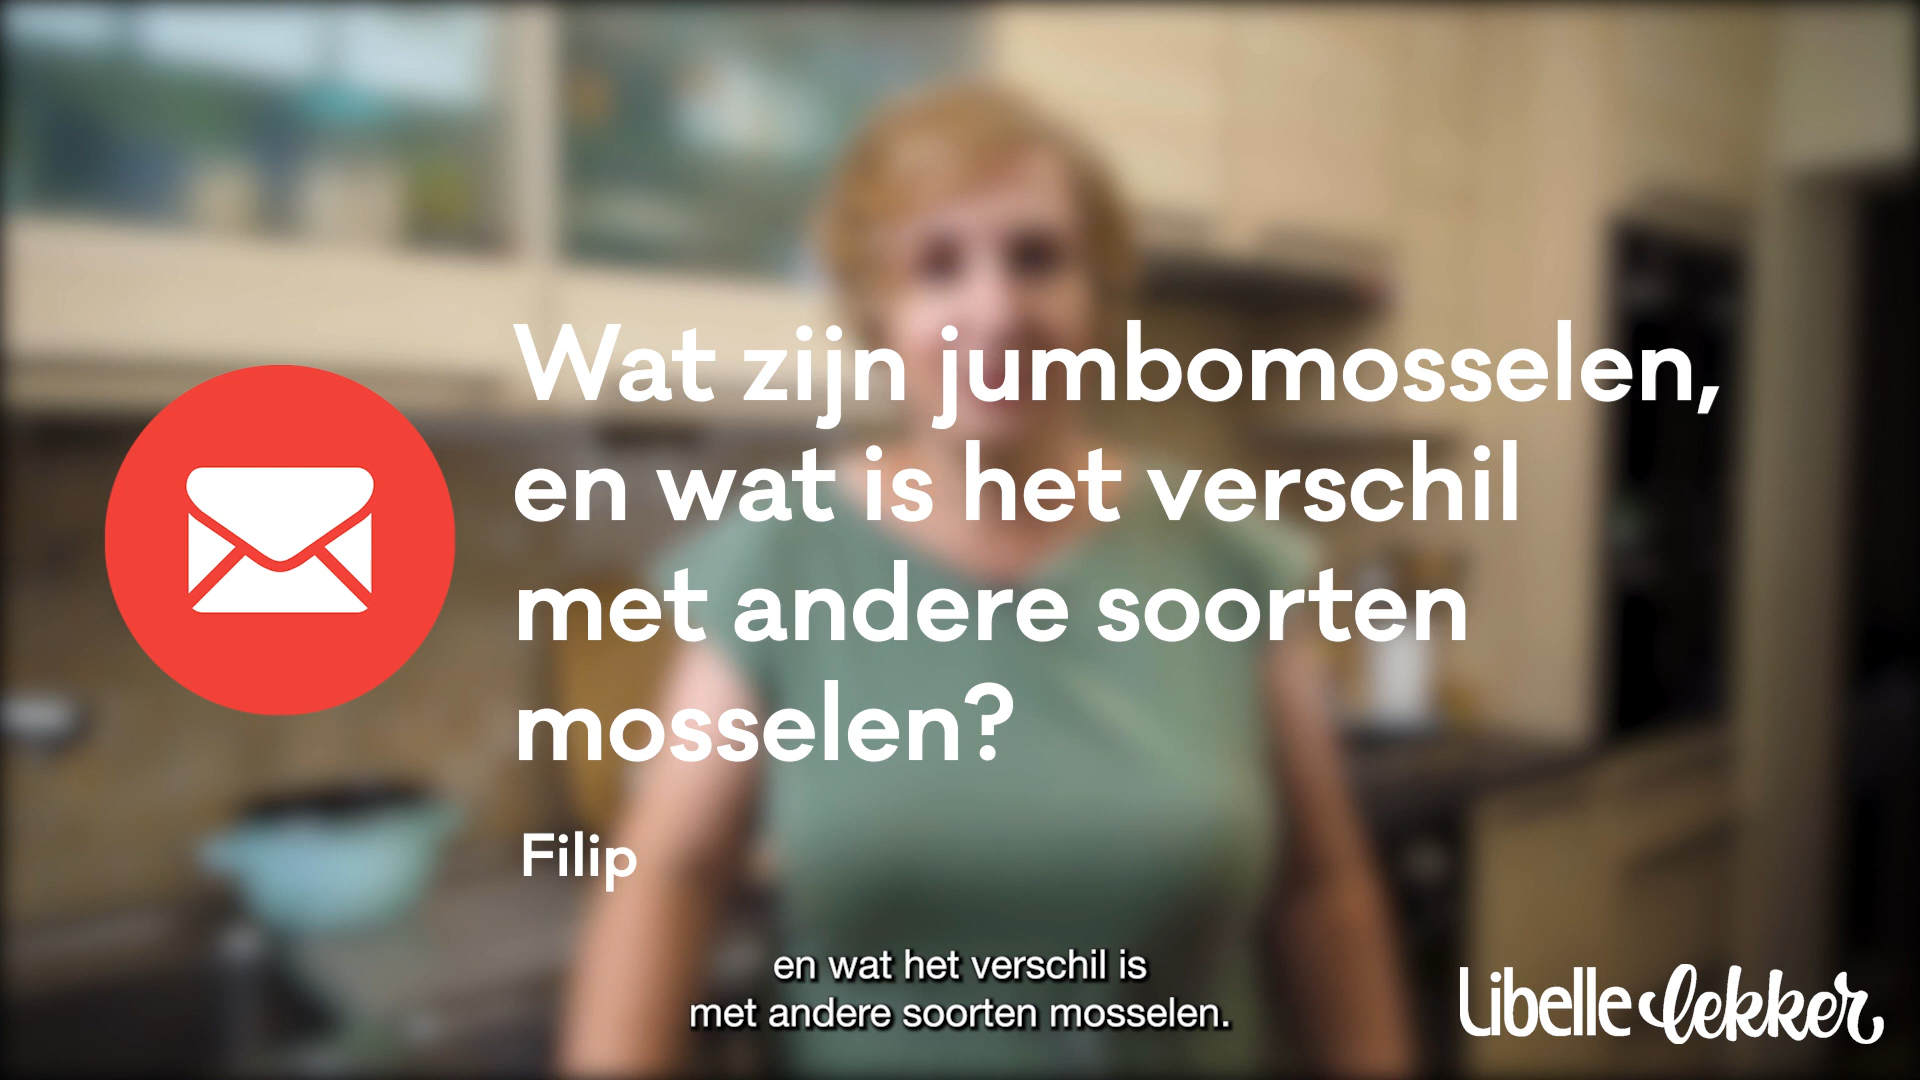 Wat zijn jumbomosselen,
en wat is het verschil
met andere soorten
mosselen?
Filip
en wat het verschil is
met andere soorten mosselen.
Libelle lekker